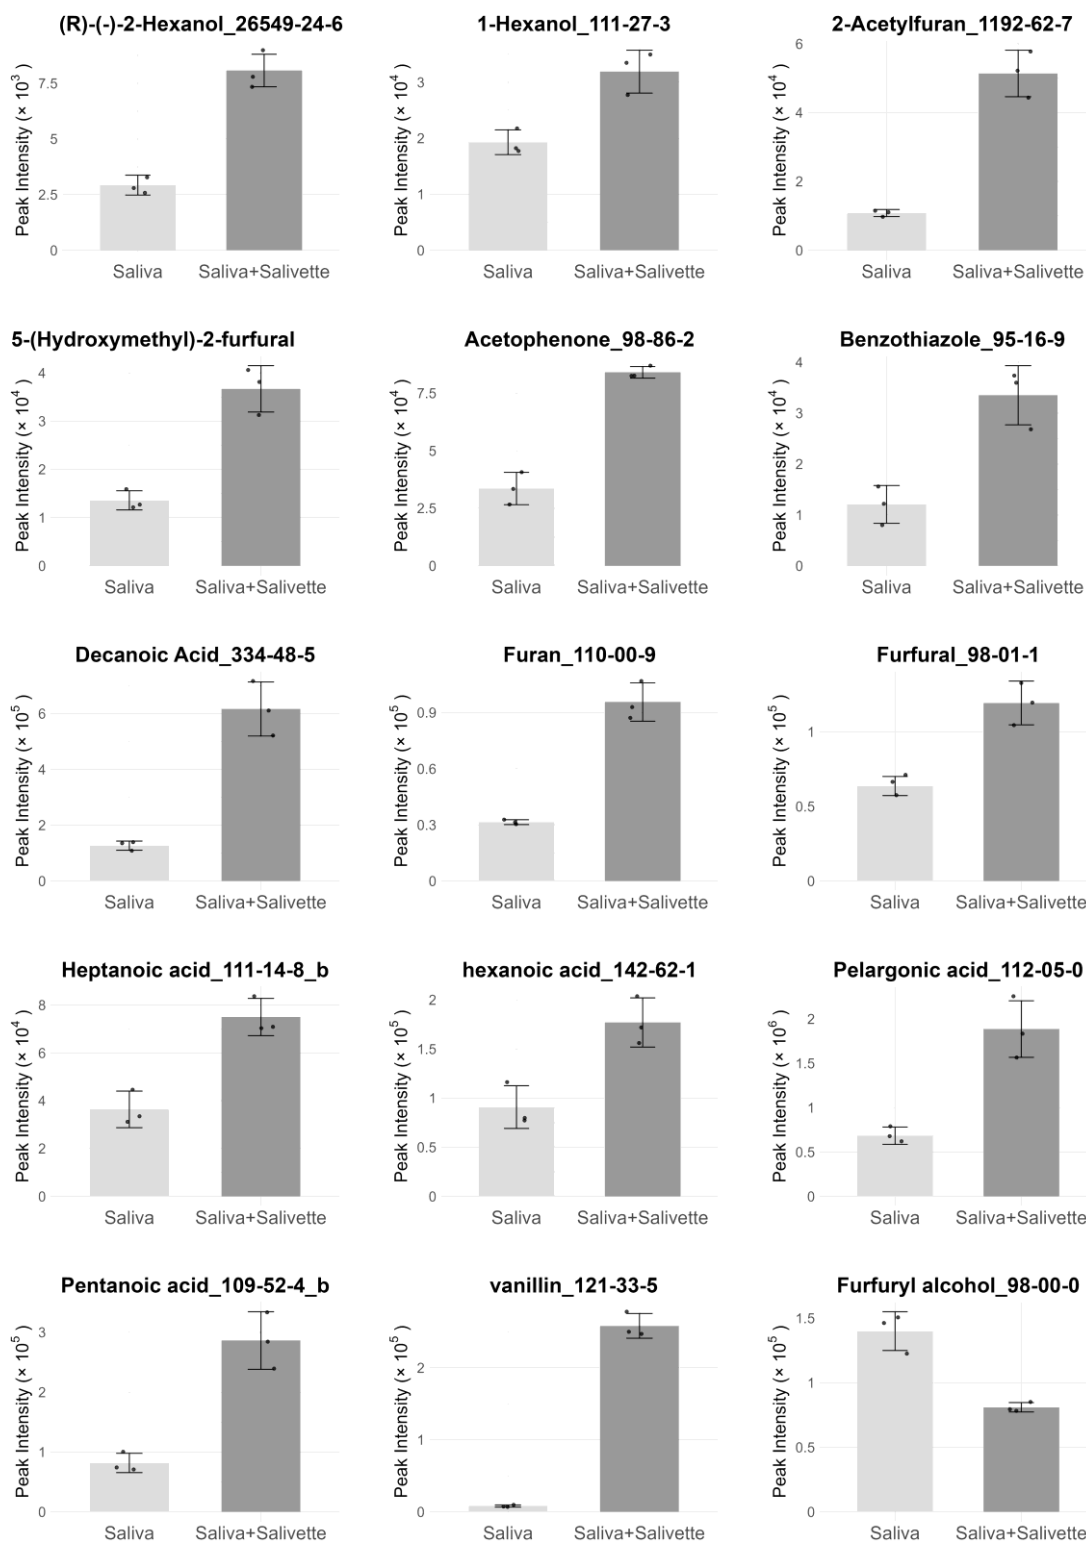 (R)-(-)-2-Hexanol_26549-24-6
Peak Intensity (× 10³ )
7.5
5
2.5
0
Saliva Saliva+Salivette
1-Hexanol_111-27-3
Peak Intensity (× 10⁴ )
3
2
1
0
Saliva Saliva+Salivette
2-Acetylfuran_1192-62-7
Peak Intensity (× 10⁴ )
6
4
2
0
Saliva Saliva+Salivette
5-(Hydroxymethyl)-2-furfural
Peak Intensity (× 10⁴ )
4
3
2
1
0
Saliva Saliva+Salivette
Acetophenone_98-86-2
Peak Intensity (× 10⁴ )
7.5
5
2.5
0
Saliva Saliva+Salivette
Benzothiazole_95-16-9
Peak Intensity (× 10⁴ )
4
3
2
1
0
Saliva Saliva+Salivette
Decanoic Acid_334-48-5
Peak Intensity (× 10⁵ )
6
4
2
0
Saliva Saliva+Salivette
Furan_110-00-9
Peak Intensity (× 10⁵ )
0.9
0.6
0.3
0
Saliva Saliva+Salivette
Furfural_98-01-1
Peak Intensity (× 10⁵ )
1
0.5
0
Saliva Saliva+Salivette
Heptanoic acid_111-14-8_b
Peak Intensity (× 10⁴ )
8
6
4
2
0
Saliva Saliva+Salivette
hexanoic acid_142-62-1
Peak Intensity (× 10⁵ )
2
1.5
1
0.5
0
Saliva Saliva+Salivette
Pelargonic acid_112-05-0
Peak Intensity (× 10⁶ )
2
1.5
1
0.5
0
Saliva Saliva+Salivette
Pentanoic acid_109-52-4_b
Peak Intensity (× 10⁵ )
3
2
1
0
Saliva Saliva+Salivette
vanillin_121-33-5
Peak Intensity (× 10⁵ )
2
1
0
Saliva Saliva+Salivette
Furfuryl alcohol_98-00-0
Peak Intensity (× 10⁵ )
1.5
1
0.5
0
Saliva Saliva+Salivette